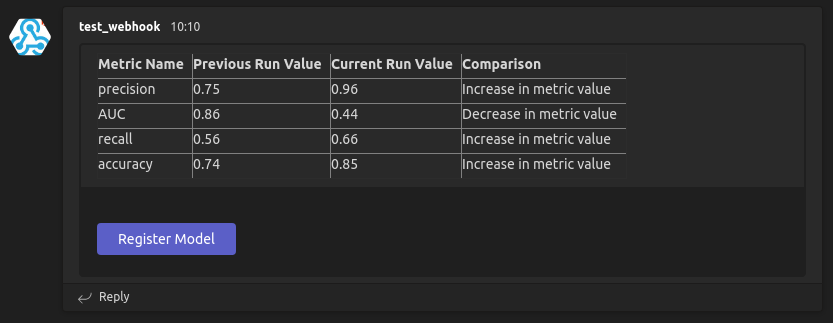 test_webhook 10:10
Metric Name Previous Run Value Current Run Value Comparison
precision 0.75 0.96 Increase in metric value
AUC 0.86 0.44 Decrease in metric value
recall 0.56 0.66 Increase in metric value
accuracy 0.74 0.85 Increase in metric value
Register Model
Reply